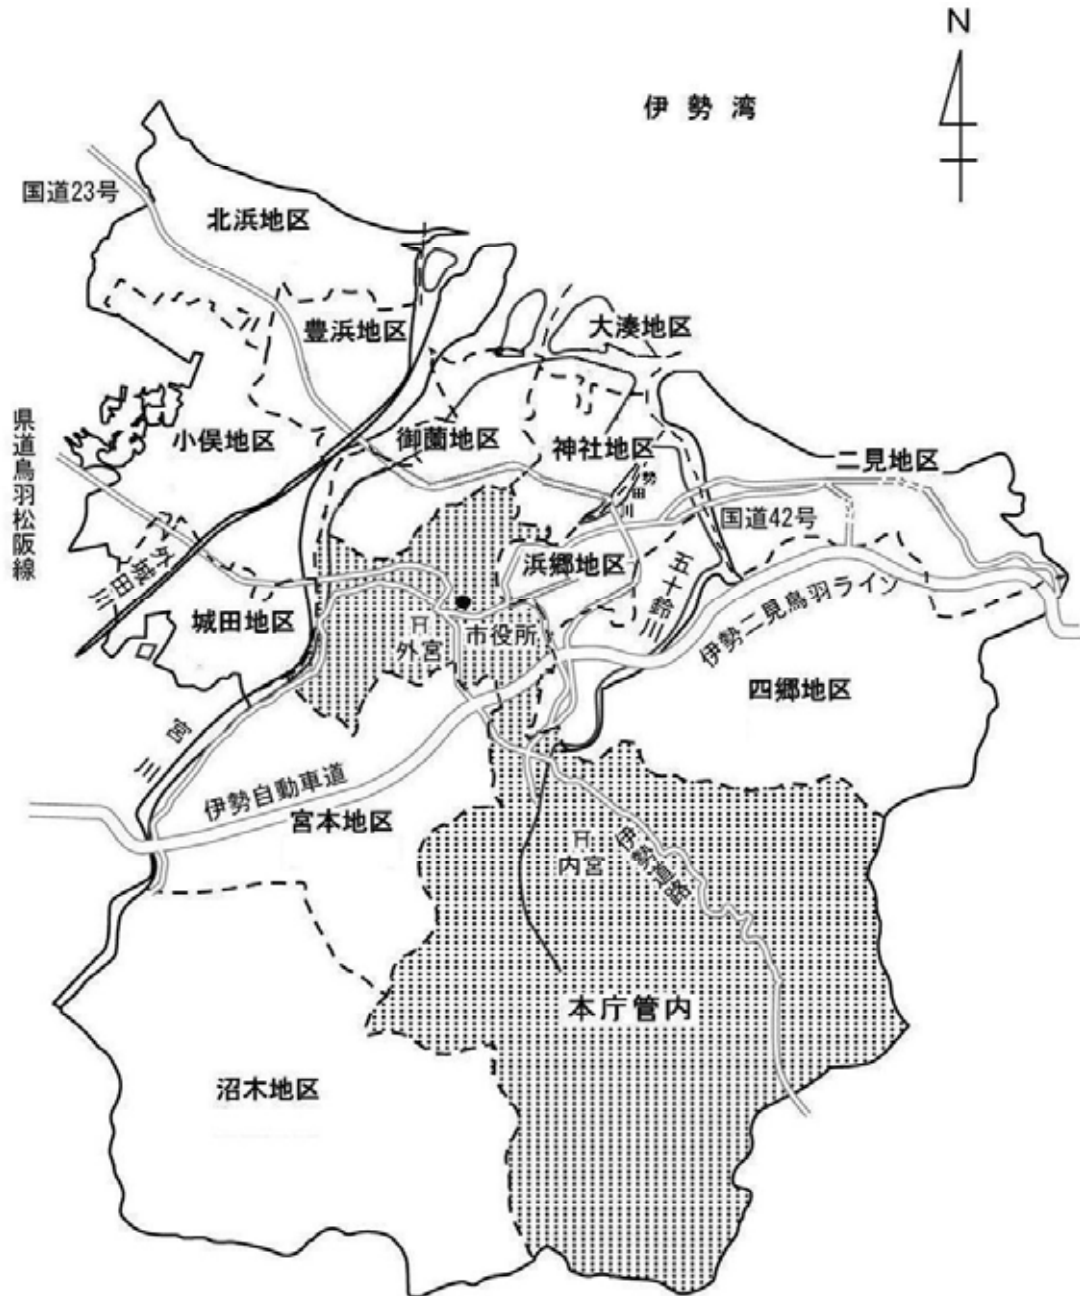 N
伊勢湾
国道23号
北浜地区
豊浜地区
大湊地区
県道鳥羽松阪線
小俣地区
御薗地区
神社地区
二見地区
勢田川
国道42号
外城田川
浜郷地区
五十鈴川
城田地区
外宮
市役所
伊勢二見鳥羽ライン
四郷地区
宮川
伊勢自動車道
宮本地区
内宮
伊勢道路
本庁管内
沼木地区